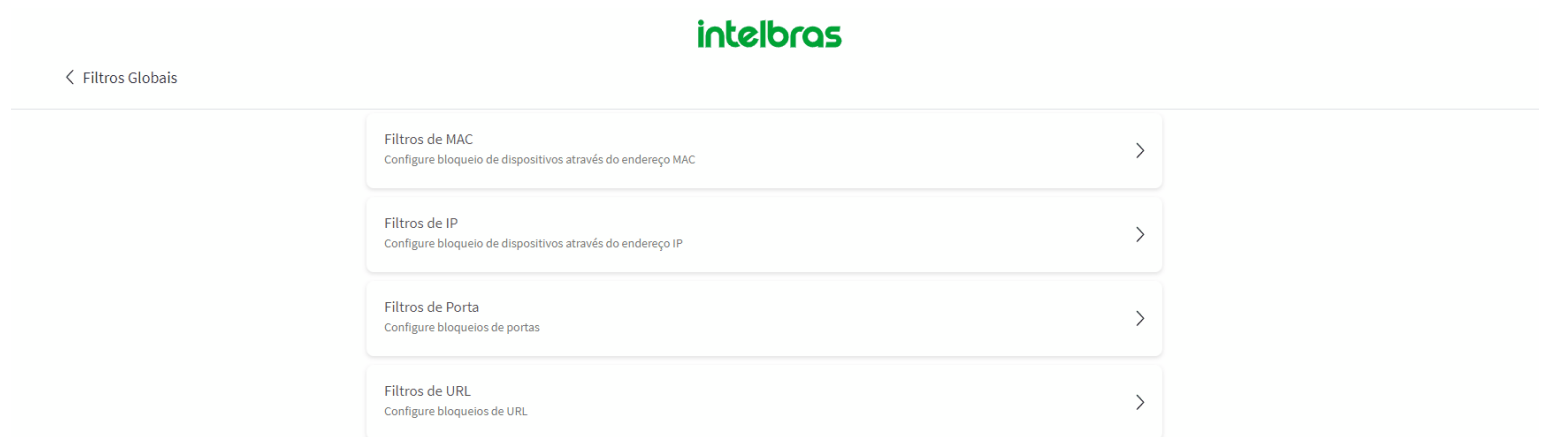 intelbras
Filtros Globais
Filtros de MAC
Configure bloqueio de dispositivos através do endereço MAC
Filtros de IP
Configure bloqueio de dispositivos através do endereço IP
Filtros de Porta
Configure bloqueios de portas
Filtros de URL
Configure bloqueios de URL